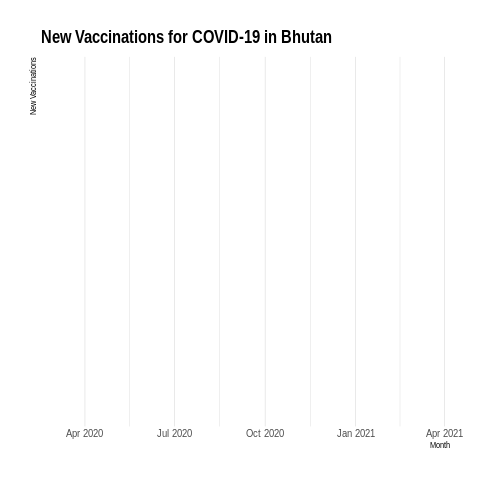 New Vaccinations for COVID-19 in Bhutan
New Vaccinations
Apr 2020 Jul 2020 Oct 2020 Jan 2021 Apr 2021
Month